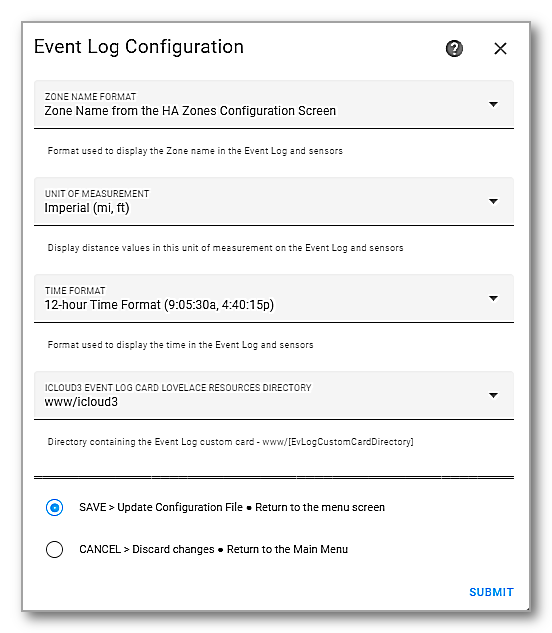 Event Log Configuration
ZONE NAME FORMAT
Zone Name from the HA Zones Configuration Screen
Format used to display the Zone name in the Event Log and sensors
UNIT OF MEASUREMENT
Imperial (mi, ft)
Display distance values in this unit of measurement on the Event Log and sensors
TIME FORMAT
12-hour Time Format (9:05:30a, 4:40:15p)
Format used to display the time in the Event Log and sensors
ICLOUD3 EVENT LOG CARD LOVELACE RESOURCES DIRECTORY
www/icloud3
Directory containing the Event Log custom card - www/[EvLogCustomCardDirectory]
SAVE > Update Configuration File ● Return to the menu screen
CANCEL > Discard changes ● Return to the Main Menu
SUBMIT